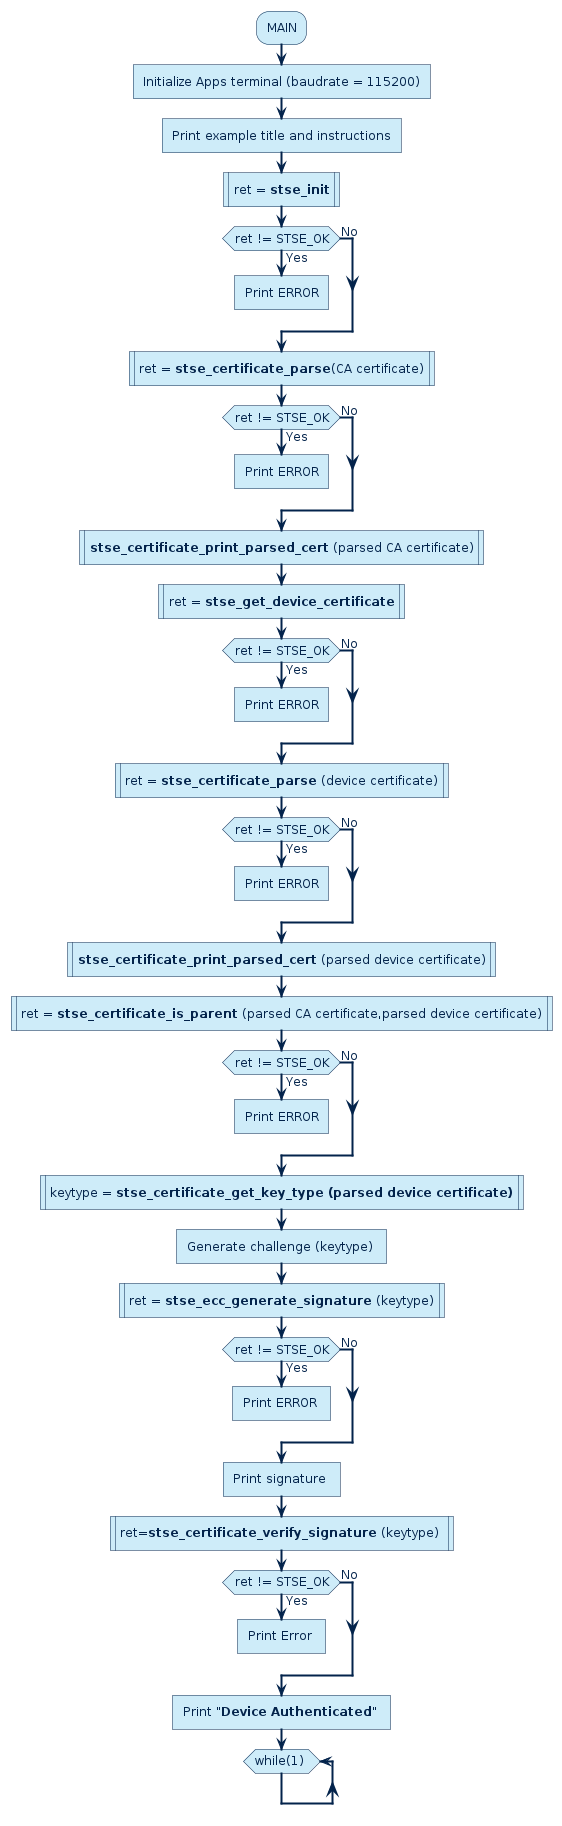 MAIN
Initialize Apps terminal (baudrate = 115200)
Print example title and instructions
ret = stse_init
ret != STSE_OK
No
Yes
Print ERROR
ret = stse_certificate_parse(CA certificate)
ret != STSE_OK
No
Yes
Print ERROR
stse_certificate_print_parsed_cert (parsed CA certificate)
ret = stse_get_device_certificate
ret != STSE_OK
No
Yes
Print ERROR
ret = stse_certificate_parse (device certificate)
ret != STSE_OK
No
Yes
Print ERROR
stse_certificate_print_parsed_cert (parsed device certificate)
ret = stse_certificate_is_parent (parsed CA certificate,parsed device certificate)
ret != STSE_OK
No
Yes
Print ERROR
keytype = stse_certificate_get_key_type (parsed device certificate)
Generate challenge (keytype)
ret = stse_ecc_generate_signature (keytype)
ret != STSE_OK
No
Yes
Print ERROR
Print signature
ret=stse_certificate_verify_signature (keytype)
ret != STSE_OK
No
Yes
Print Error
Print "Device Authenticated"
while(1)